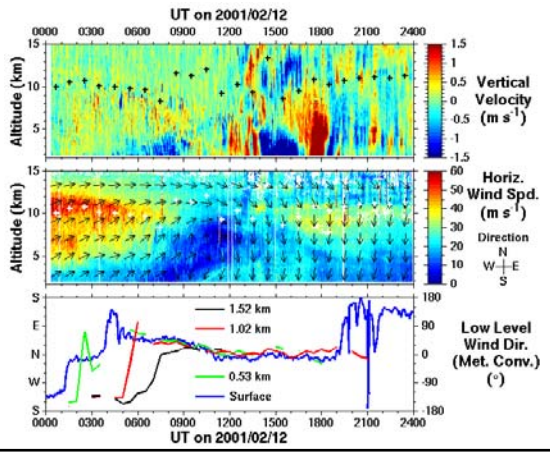 UT on 2001/02/12
0000 0300 0600 0900 1200 1500 1800 2100 2400
15
10
5
Altitude (km)
1.5
1
0.5
0
-0.5
-1
-1.5
Vertical
Velocity
(m s⁻¹)
15
10
5
Altitude (km)
60
50
40
30
20
10
0
Horiz.
Wind Spd.
(m s⁻¹)
Direction
N
W E
S
S
E
N
W
S
1.52 km
1.02 km
0.53 km
Surface
180
90
0
-90
-180
Low Level
Wind Dir.
(Met. Conv.)
(°)
0000 0300 0600 0900 1200 1500 1800 2100 2400
UT on 2001/02/12